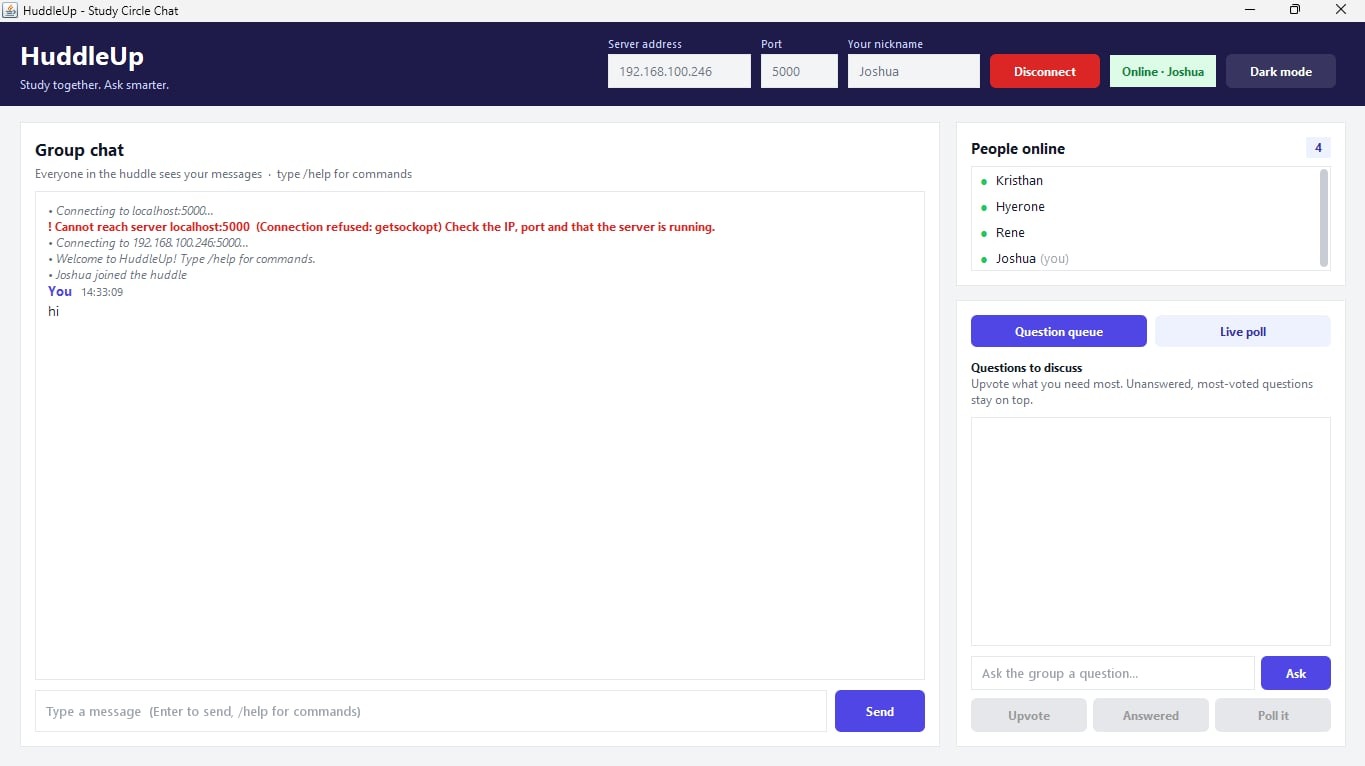 HuddleUp - Study Circle Chat
HuddleUp
Study together. Ask smarter.
Server address
192.168.100.246
Port
5000
Your nickname
Joshua
Disconnect
Online · Joshua
Dark mode
Group chat
Everyone in the huddle sees your messages · type /help for commands
• Connecting to localhost:5000...
! Cannot reach server localhost:5000 (Connection refused: getsockopt) Check the IP, port and that the server is running.
• Connecting to 192.168.100.246:5000...
• Welcome to HuddleUp! Type /help for commands.
• Joshua joined the huddle
You 14:33:09
hi
Type a message (Enter to send, /help for commands)
Send
People online
4
Kristhan
Hyerone
Rene
Joshua (you)
Question queue
Live poll
Questions to discuss
Upvote what you need most. Unanswered, most-voted questions
stay on top.
Ask the group a question...
Ask
Upvote
Answered
Poll it